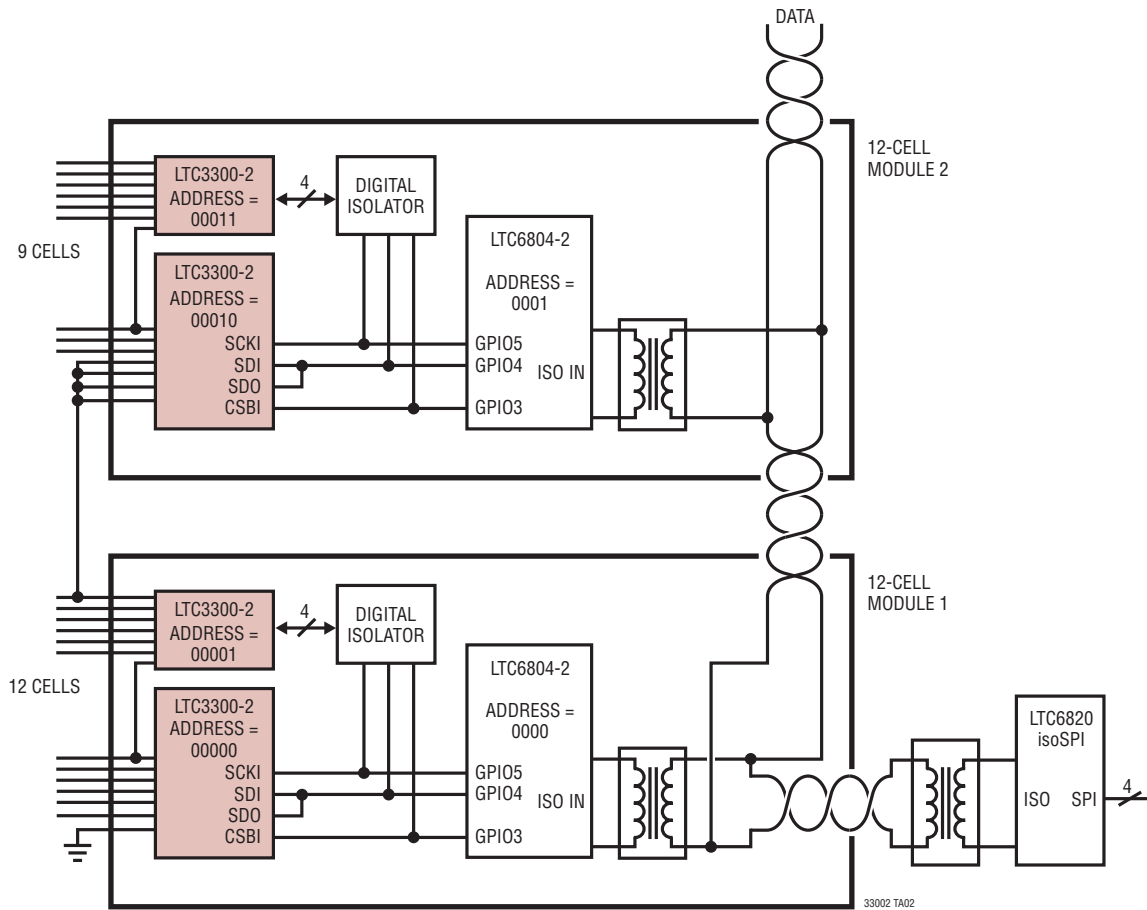 DATA
12-CELL
MODULE 2
LTC3300-2
ADDRESS =
00011
4
DIGITAL
ISOLATOR
9 CELLS
LTC3300-2
ADDRESS =
00010
SCKI
SDI
SDO
CSBI
LTC6804-2
ADDRESS =
0001
GPIO5
GPIO4
ISO IN
GPIO3
12-CELL
MODULE 1
LTC3300-2
ADDRESS =
00001
4
DIGITAL
ISOLATOR
12 CELLS
LTC3300-2
ADDRESS =
00000
SCKI
SDI
SDO
CSBI
LTC6804-2
ADDRESS =
0000
GPIO5
GPIO4
ISO IN
GPIO3
LTC6820
isoSPI
ISO SPI
4
33002 TA02